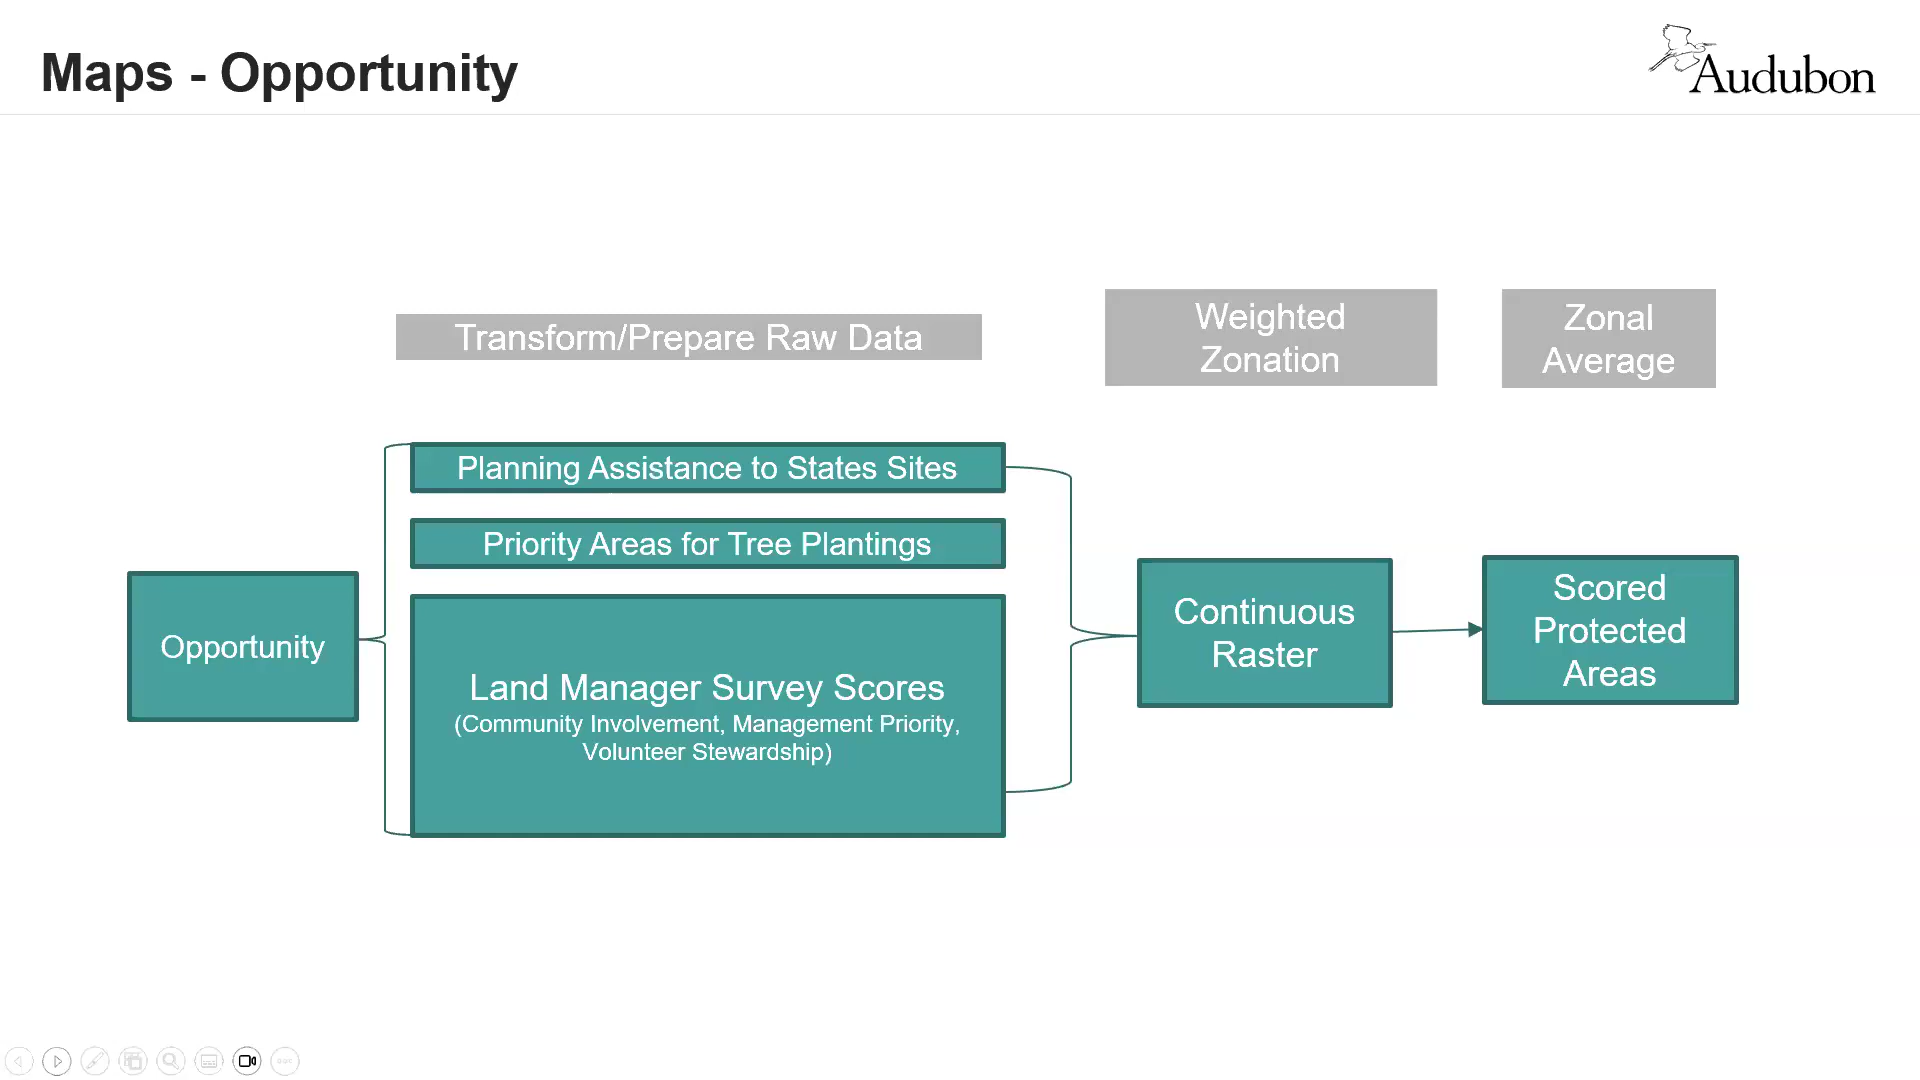 Maps - Opportunity
Audubon
Transform/Prepare Raw Data
Weighted
Zonation
Zonal
Average
Opportunity
Planning Assistance to States Sites
Priority Areas for Tree Plantings
Land Manager Survey Scores
(Community Involvement, Management Priority,
Volunteer Stewardship)
Continuous
Raster
Scored
Protected
Areas